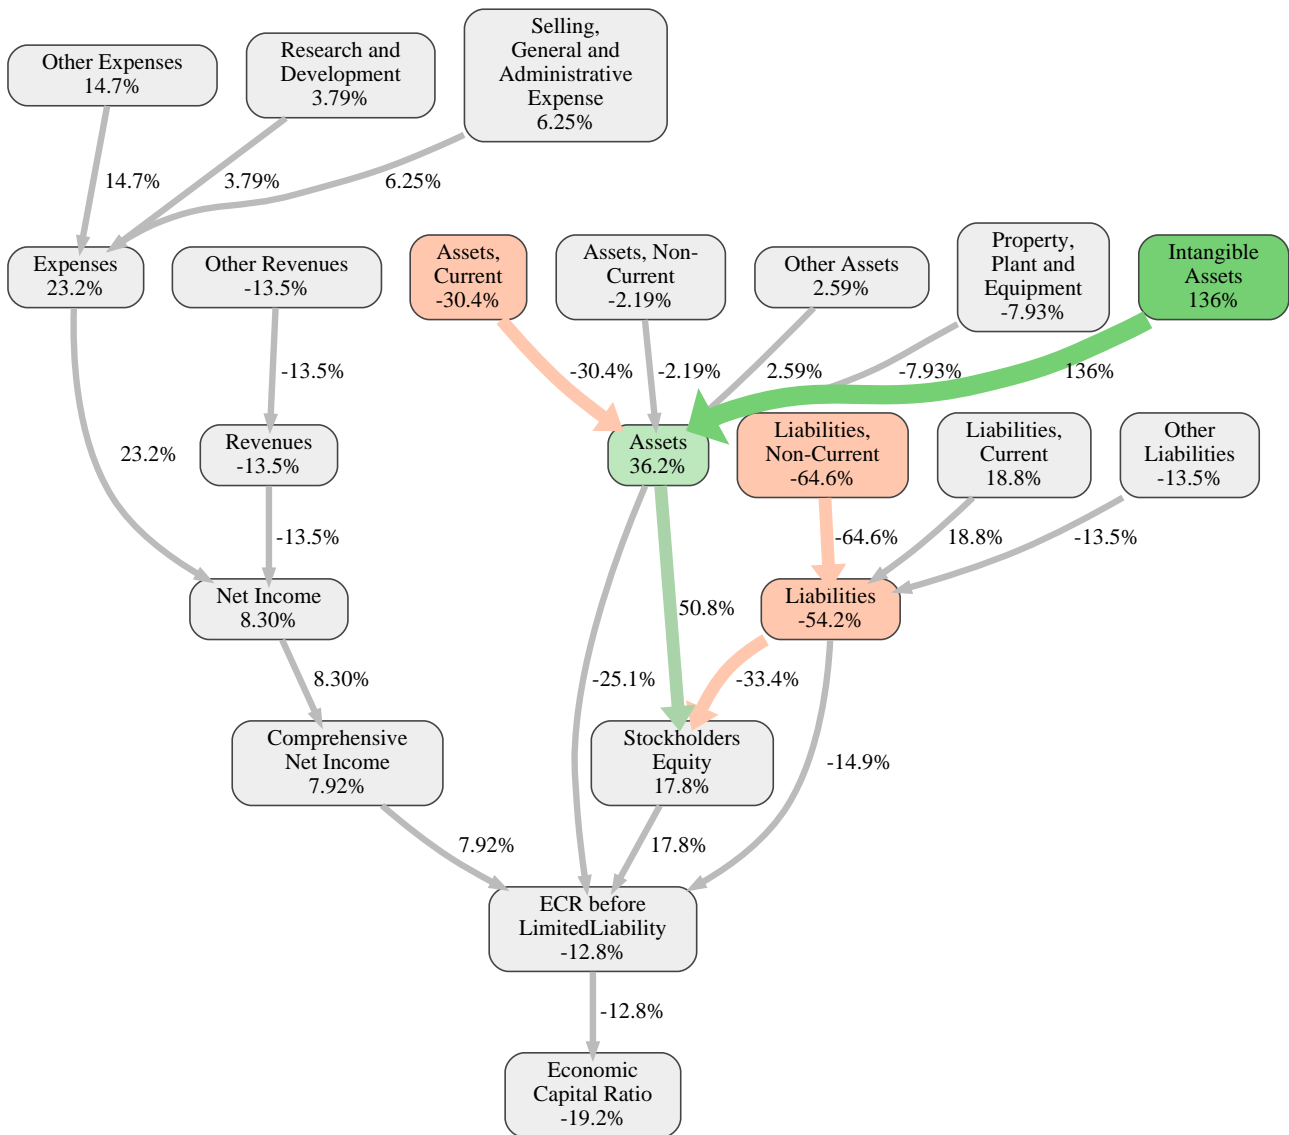 Other Expenses
14.7%
Research and
Development
3.79%
Selling,
General and
Administrative
Expense
6.25%
14.7%
3.79%
6.25%
Expenses
23.2%
Other Revenues
-13.5%
Assets,
Current
-30.4%
Assets, Non-
Current
-2.19%
Other Assets
2.59%
Property,
Plant and
Equipment
-7.93%
Intangible
Assets
136%
-13.5%
-30.4%
-2.19%
2.59%
-7.93%
136%
23.2%
Revenues
-13.5%
Assets
36.2%
Liabilities,
Non-Current
-64.6%
Liabilities,
Current
18.8%
Other
Liabilities
-13.5%
-13.5%
-64.6%
18.8%
-13.5%
Net Income
8.30%
50.8%
Liabilities
-54.2%
8.30%
-25.1%
-33.4%
Comprehensive
Net Income
7.92%
Stockholders
Equity
17.8%
-14.9%
7.92%
17.8%
ECR before
LimitedLiability
-12.8%
-12.8%
Economic
Capital Ratio
-19.2%